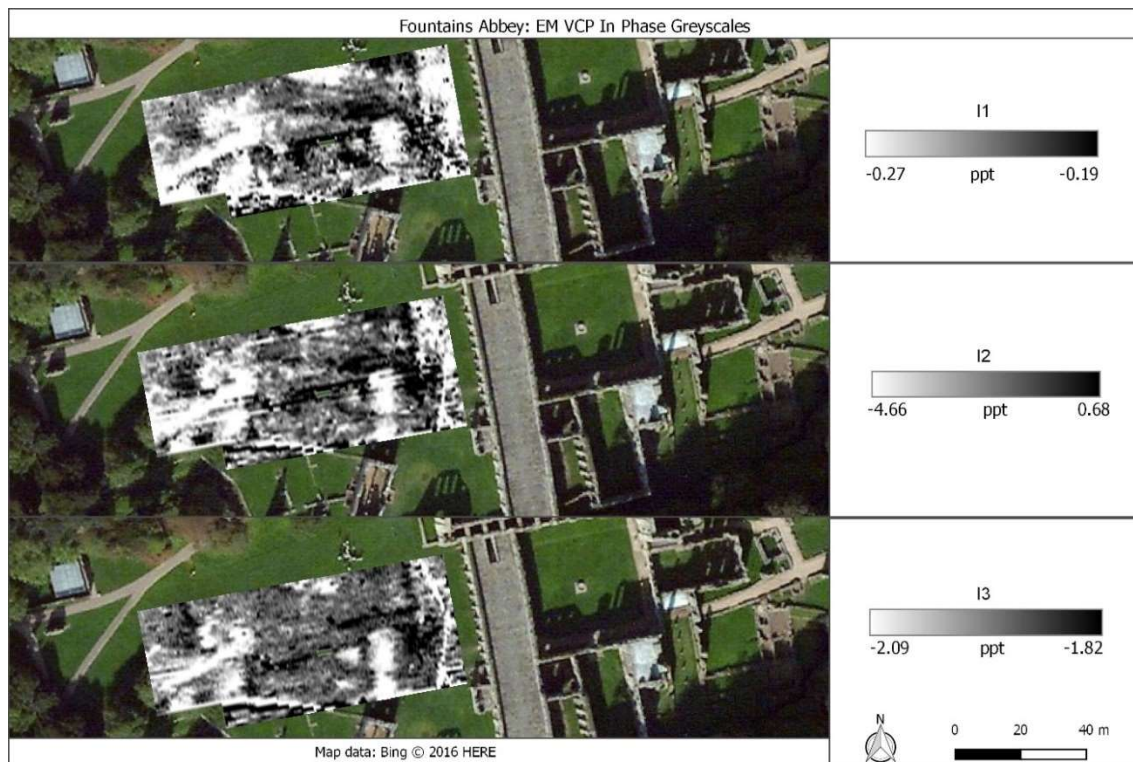 Fountains Abbey: EM VCP In Phase Greyscales
I1
-0.27 ppt -0.19
I2
-4.66 ppt 0.68
I3
-2.09 ppt -1.82
N 0 20 40 m
Map data: Bing © 2016 HERE